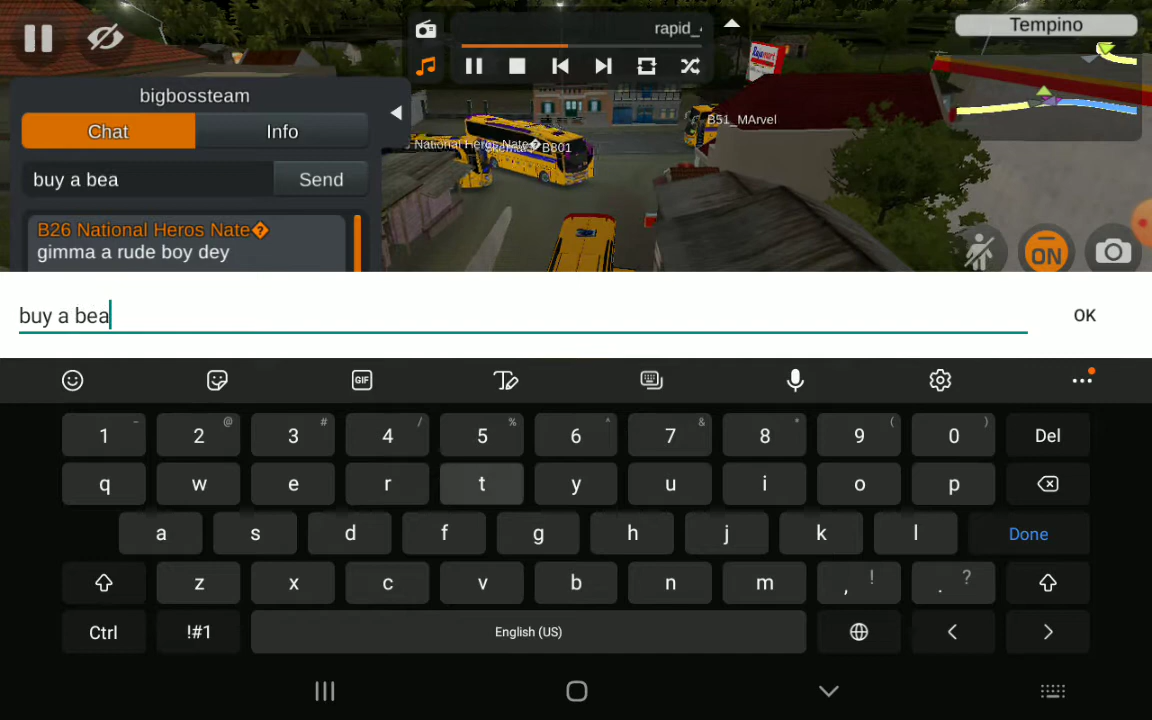 rapid_
Tempino
bigbossteam
Chat Info
B51_MArvel
National Heros Nate�
B801
buy a bea Send
B26 National Heros Nate�
gimma a rude boy dey
ON
buy a bea OK
GIF
1 - 2 @ 3 # 4 / 5 % 6 ^ 7 & 8 * 9 ( 0 ) Del
q w e r t y u i o p
a s d f g h j k l Done
z x c v b n m , ! . ?
Ctrl !#1 English (US) < >